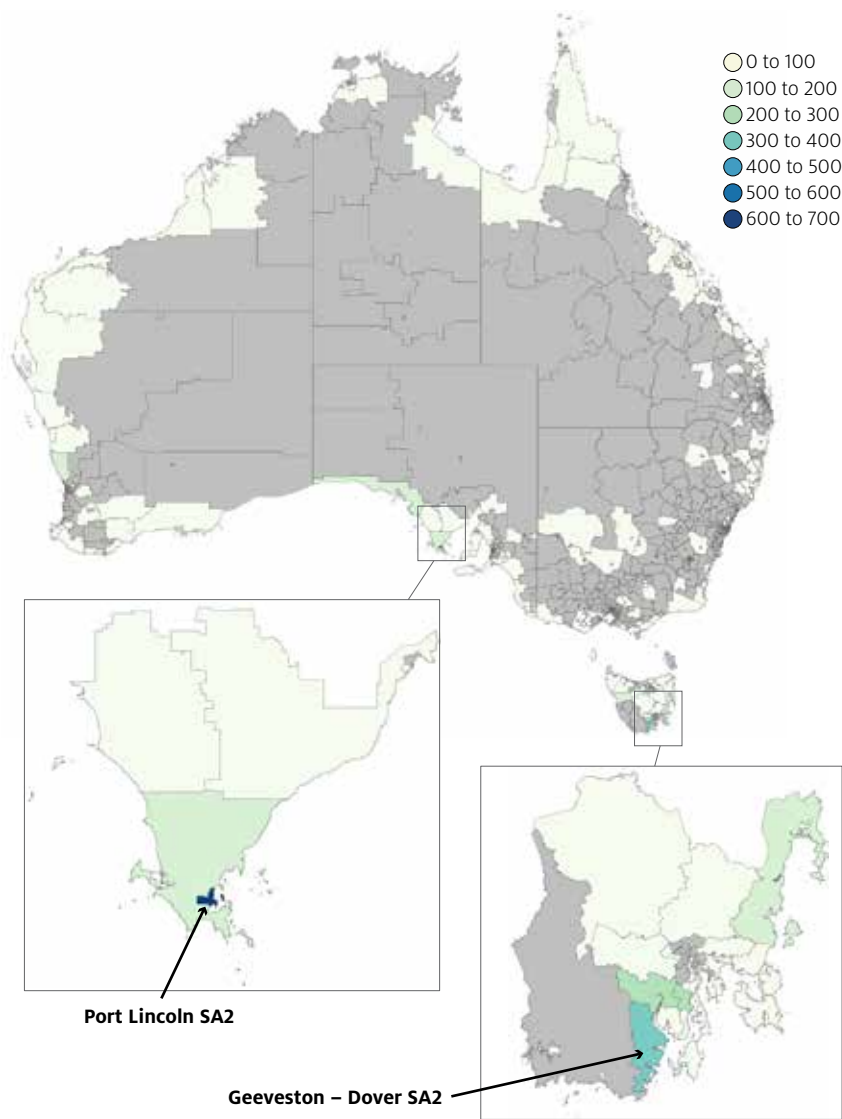 0 to 100
100 to 200
200 to 300
300 to 400
400 to 500
500 to 600
600 to 700
Port Lincoln SA2
Geeveston – Dover SA2